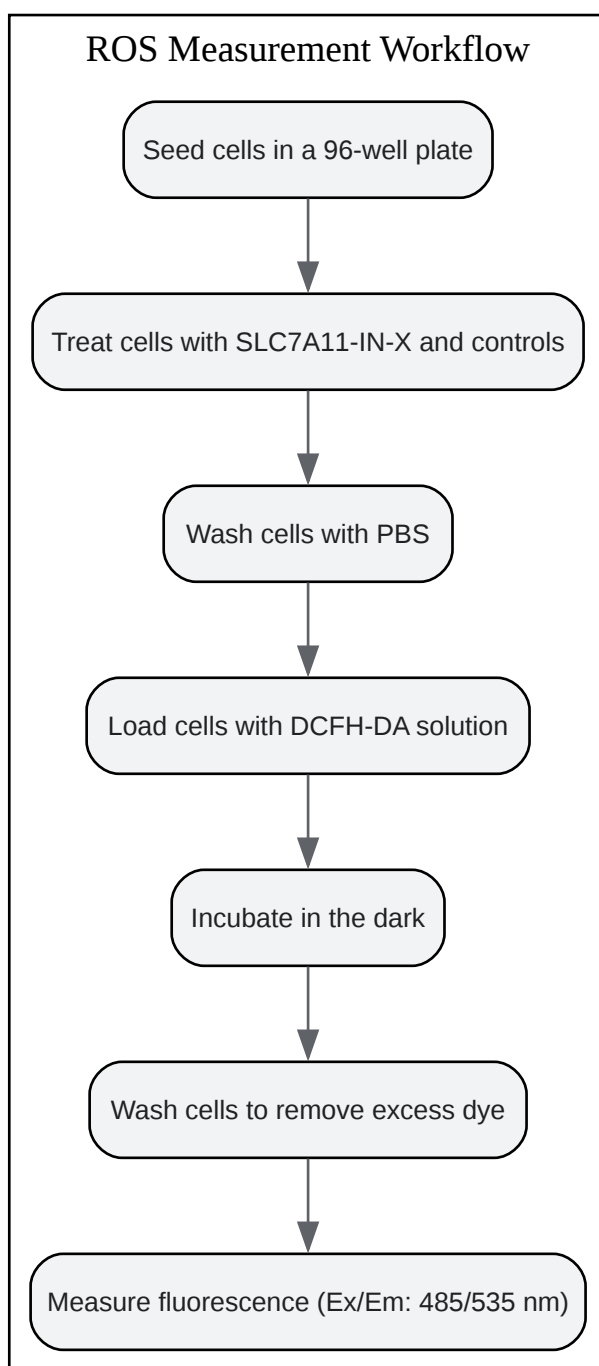 ROS Measurement Workflow
Seed cells in a 96-well plate
Treat cells with SLC7A11-IN-X and controls
Wash cells with PBS
Load cells with DCFH-DA solution
Incubate in the dark
Wash cells to remove excess dye
Measure fluorescence (Ex/Em: 485/535 nm)